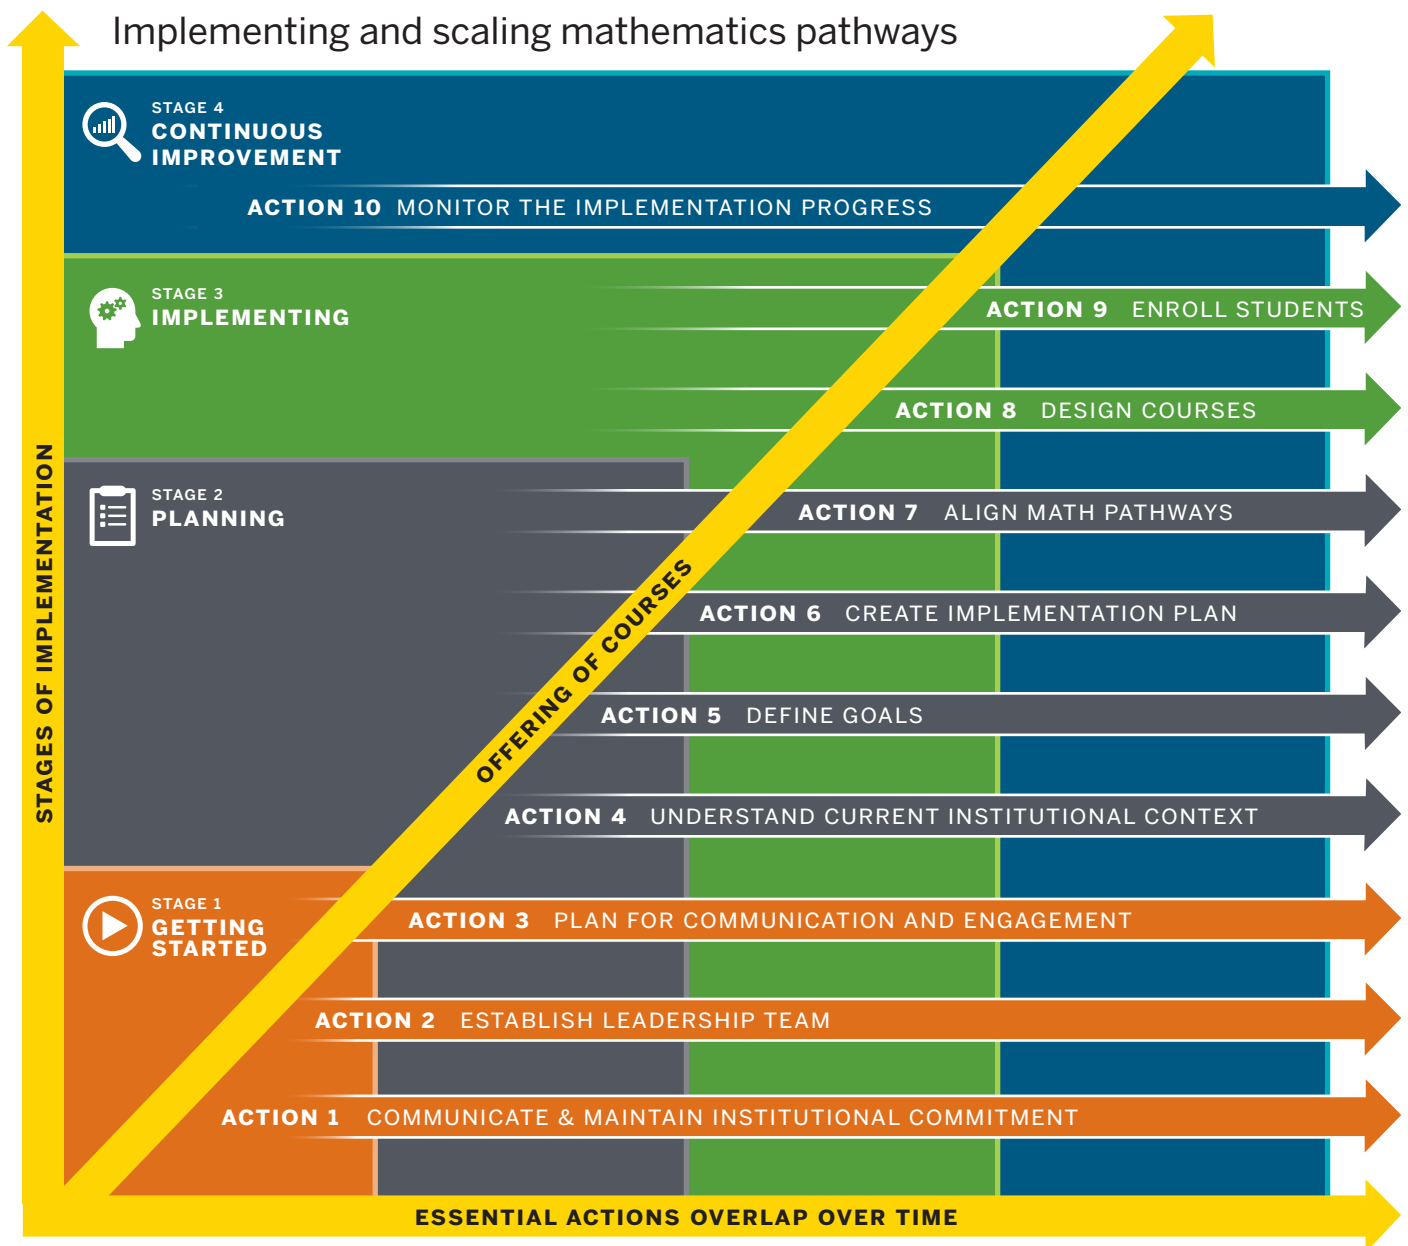 Implementing and scaling mathematics pathways
STAGE 4
CONTINUOUS
IMPROVEMENT
ACTION 10 MONITOR THE IMPLEMENTATION PROGRESS
STAGE 3
IMPLEMENTING
ACTION 9 ENROLL STUDENTS
ACTION 8 DESIGN COURSES
STAGE 2
PLANNING
ACTION 7 ALIGN MATH PATHWAYS
ACTION 6 CREATE IMPLEMENTATION PLAN
ACTION 5 DEFINE GOALS
ACTION 4 UNDERSTAND CURRENT INSTITUTIONAL CONTEXT
STAGE 1
GETTING
STARTED
ACTION 3 PLAN FOR COMMUNICATION AND ENGAGEMENT
ACTION 2 ESTABLISH LEADERSHIP TEAM
ACTION 1 COMMUNICATE & MAINTAIN INSTITUTIONAL COMMITMENT
STAGES OF IMPLEMENTATION
OFFERING OF COURSES
ESSENTIAL ACTIONS OVERLAP OVER TIME